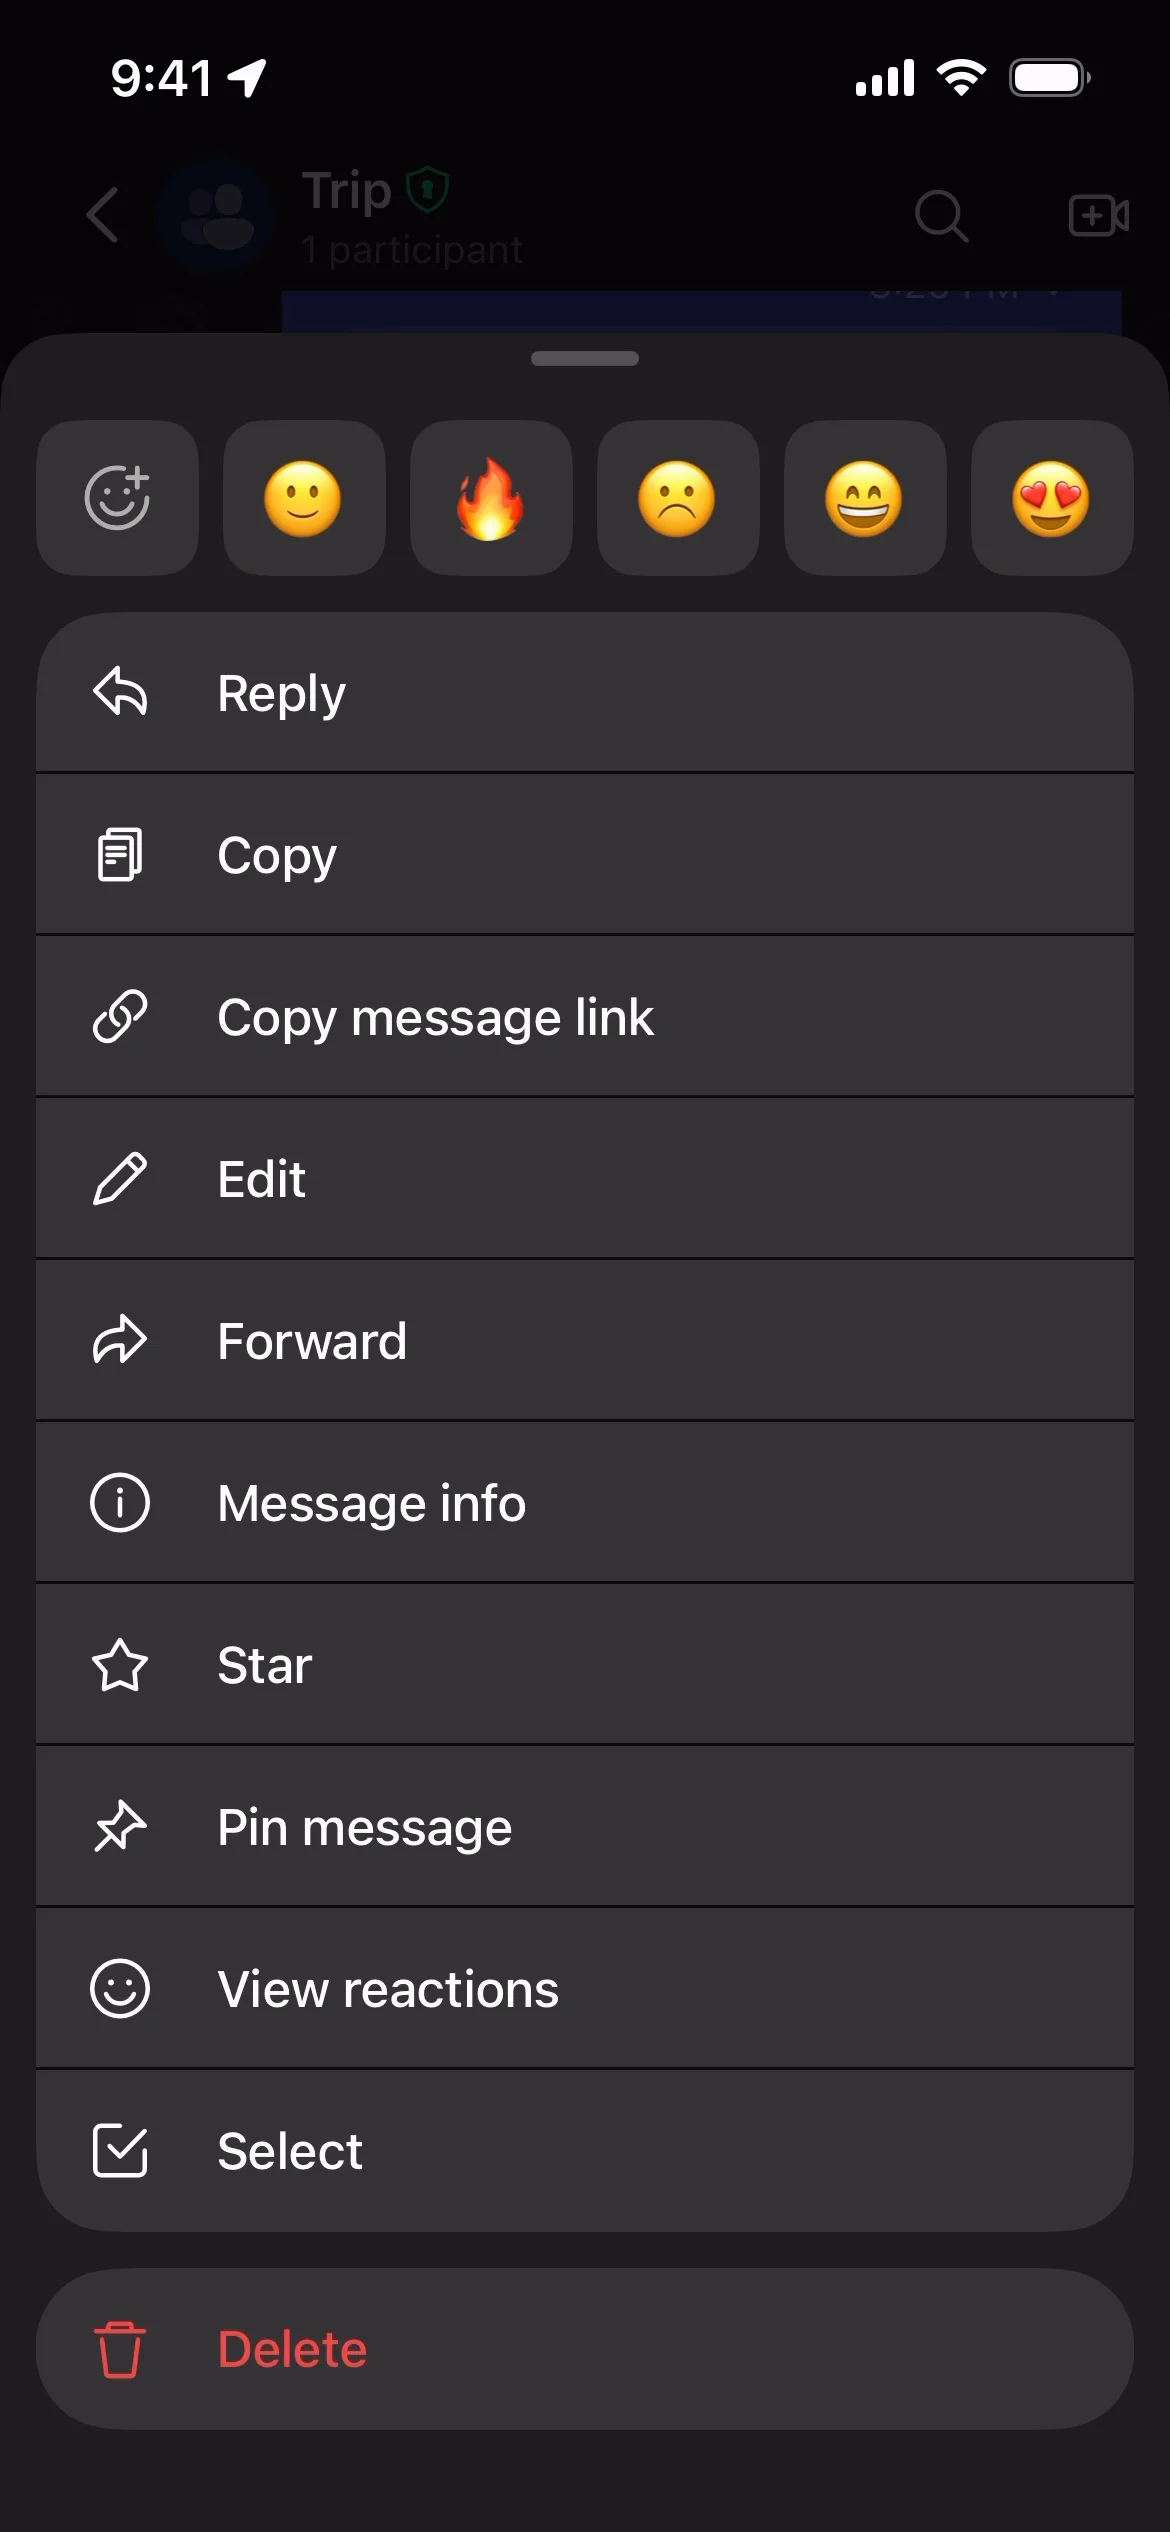 9:41
Trip
1 participant
Reply
Copy
Copy message link
Edit
Forward
Message info
Star
Pin message
View reactions
Select
Delete